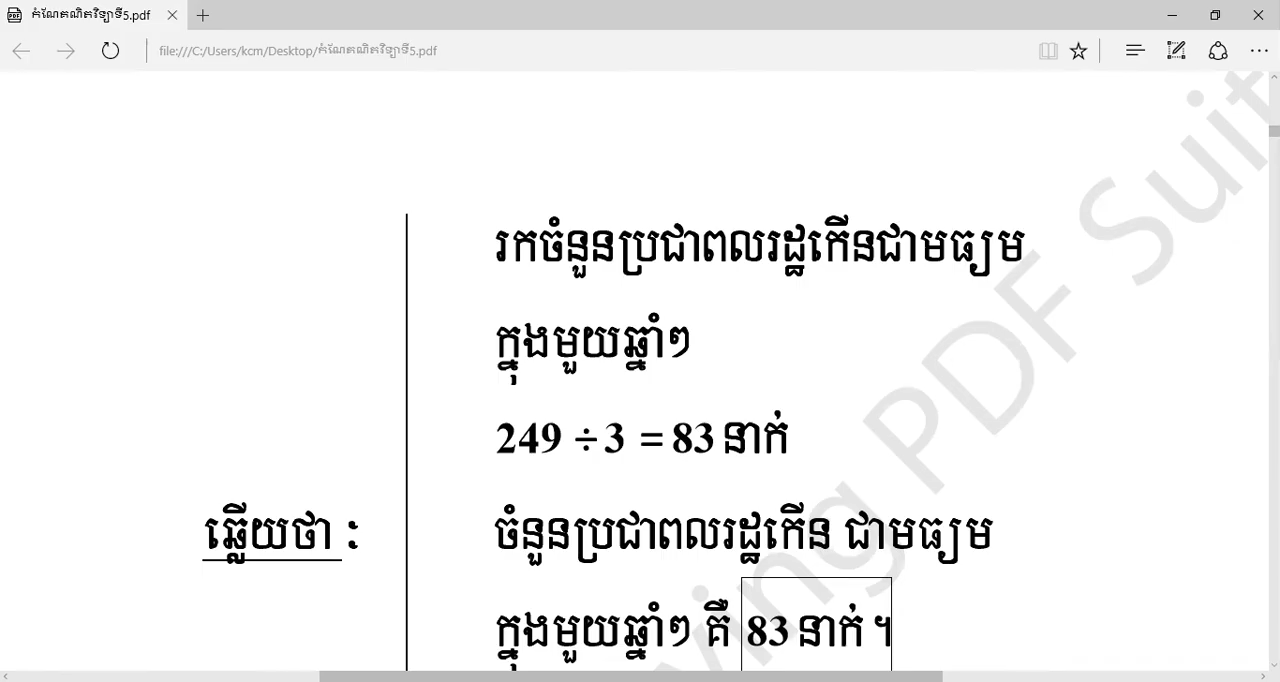 កំណែគណិតវិទ្យាទី5.pdf
file:///C:/Users/kcm/Desktop/កំណែគណិតវិទ្យាទី5.pdf
រកចំនួនប្រជាពលរដ្ឋកើនជាមធ្យម
ក្នុងមួយឆ្នាំៗ
249 ÷ 3 = 83 នាក់
ឆ្លើយថា ៖ ចំនួនប្រជាពលរដ្ឋកើន ជាមធ្យម
ក្នុងមួយឆ្នាំៗ គឺ 83 នាក់ ។
ving PDF Suit